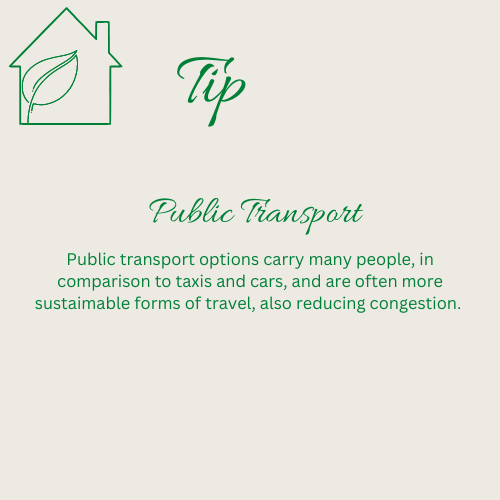 Tip
Public Transport
Public transport options carry many people, in
comparison to taxis and cars, and are often more
sustaimable forms of travel, also reducing congestion.